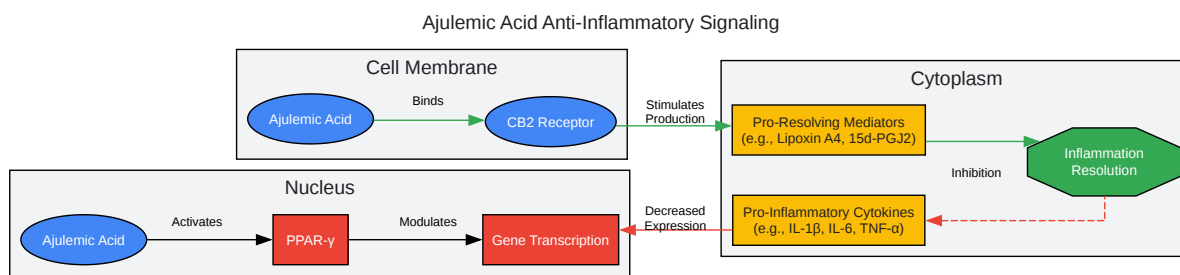 Ajulemic Acid Anti-Inflammatory Signaling
Cell Membrane
Ajulemic Acid
Binds
CB2 Receptor
Stimulates
Production
Cytoplasm
Pro-Resolving Mediators
(e.g., Lipoxin A4, 15d-PGJ2)
Inflammation
Resolution
Inhibition
Pro-Inflammatory Cytokines
(e.g., IL-1β, IL-6, TNF-α)
Decreased
Expression
Nucleus
Ajulemic Acid
Activates
PPAR-γ
Modulates
Gene Transcription